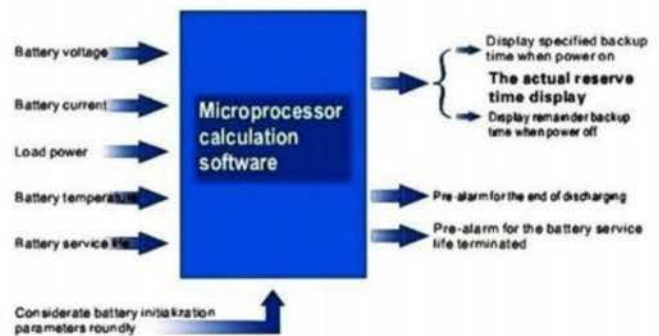 Battery voltage
Battery current
Load power
Battery temperature
Battery service life
Considerate battery initialization
parameters roundly
Microprocessor
calculation
software
Display specified backup
time when power on
The actual reserve
time display
Display remainder backup
time when power off
Pre-alarm for the end of discharging
Pre-alarm for the battery service
life terminated